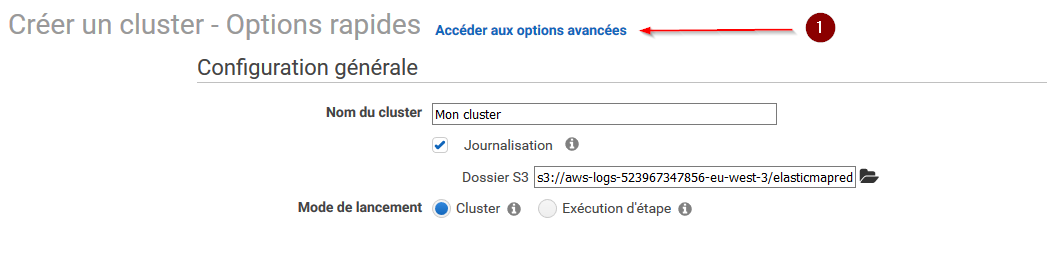 Créer un cluster - Options rapides Accéder aux options avancées 1
Configuration générale
Nom du cluster Mon cluster
Journalisation
Dossier S3 s3://aws-logs-523967347856-eu-west-3/elasticmapred
Mode de lancement Cluster Exécution d'étape